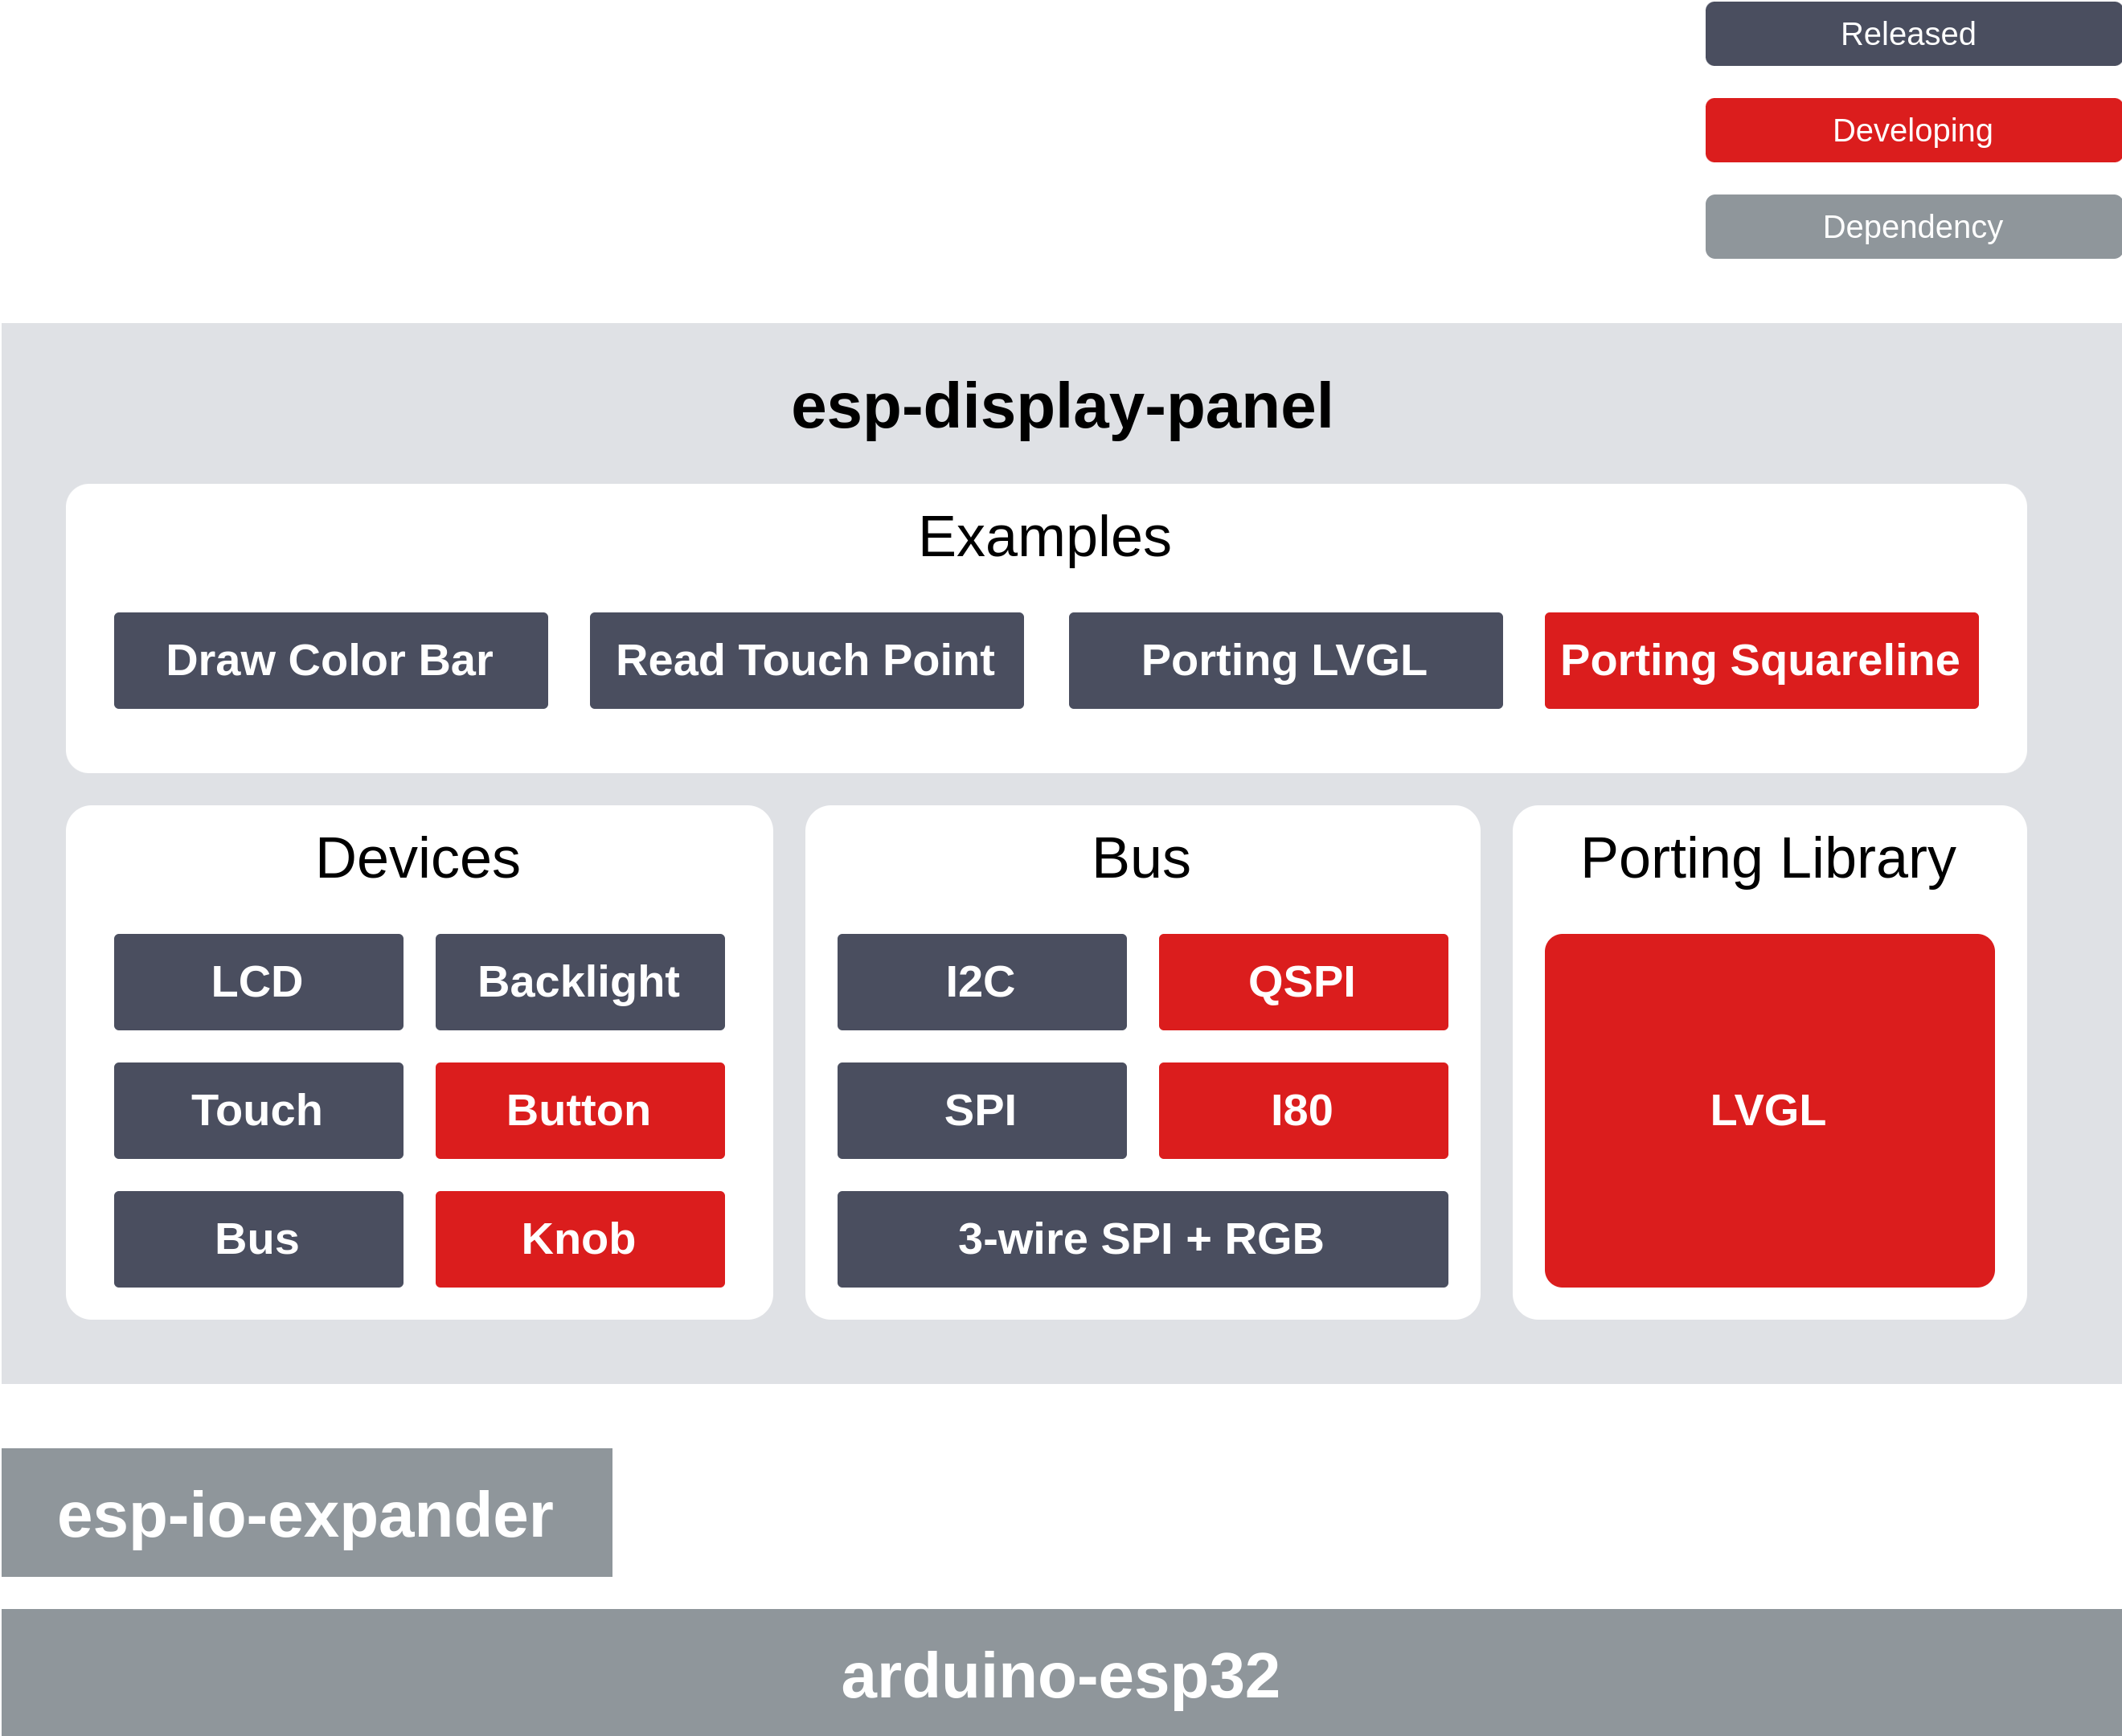 Released
Developing
Dependency
esp-display-panel
Examples
Draw Color Bar
Read Touch Point
Porting LVGL
Porting Squareline
Devices
LCD
Backlight
Touch
Button
Bus
Knob
Bus
I2C
QSPI
SPI
I80
3-wire SPI + RGB
Porting Library
LVGL
esp-io-expander
arduino-esp32